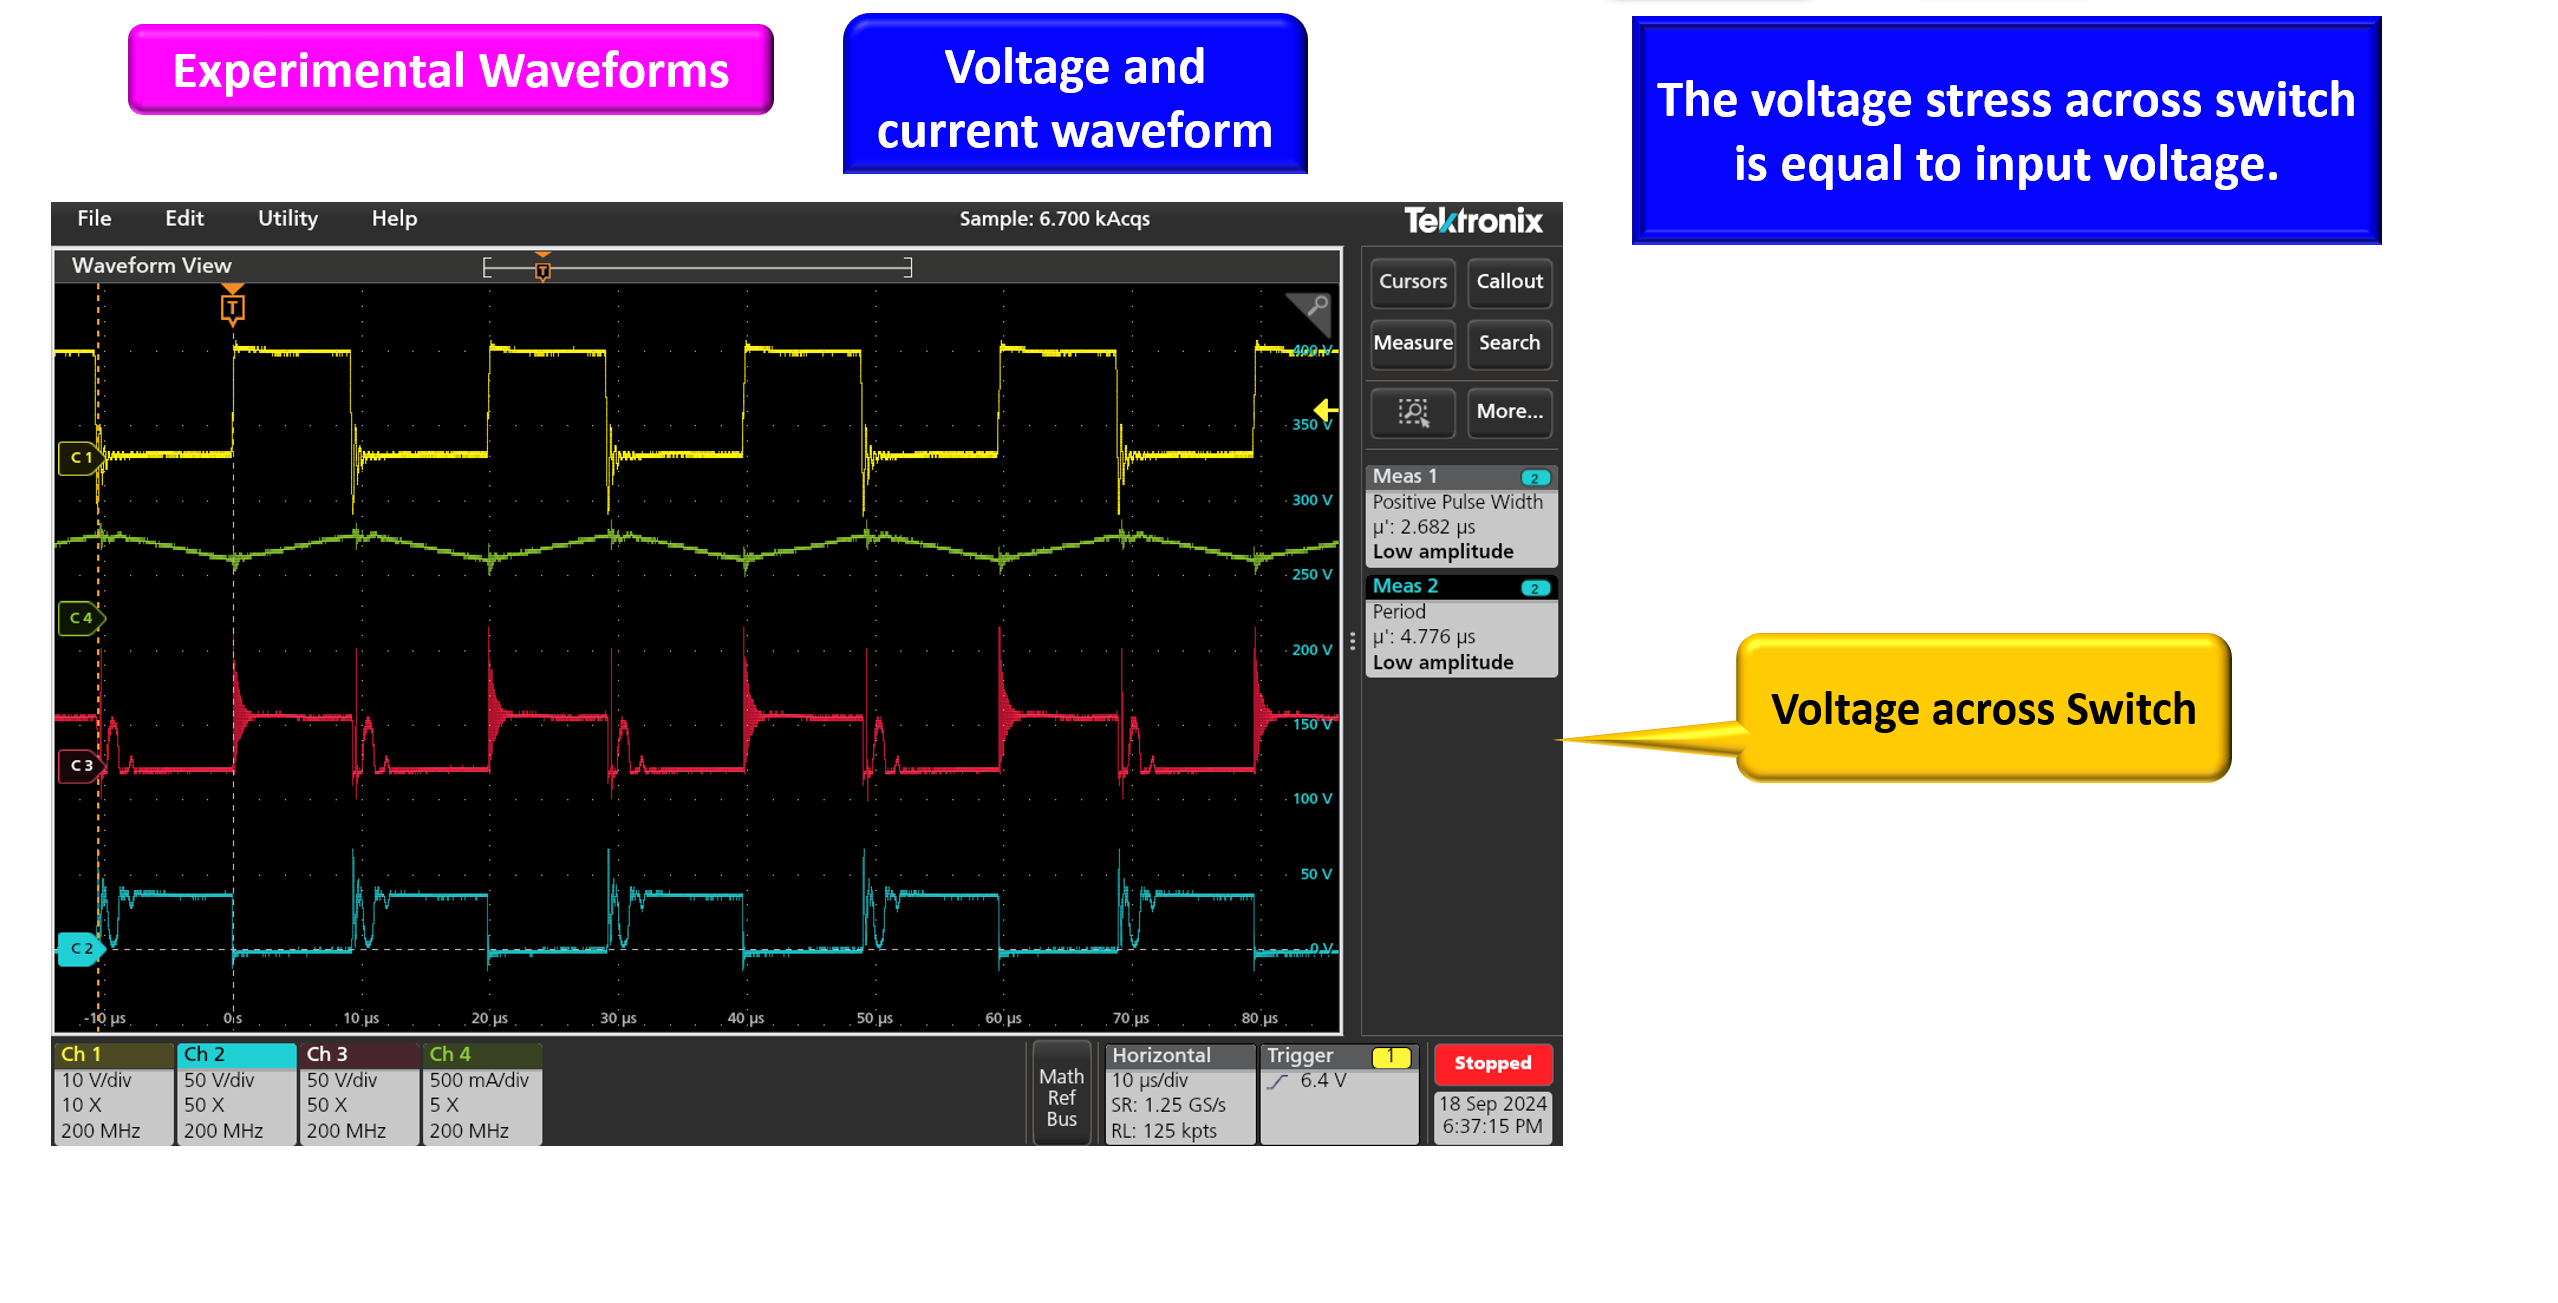 Experimental Waveforms
Voltage and
current waveform
The voltage stress across switch
is equal to input voltage.
File Edit Utility Help Sample: 6.700 kAcqs Tektronix
Waveform View
T
T
Cursors Callout
Measure Search
More...
400 V
350 V
300 V
250 V
200 V
150 V
100 V
50 V
0 V
C 1
C 4
C 3
C 2
Meas 1 2
Positive Pulse Width
µ': 2.682 µs
Low amplitude
Meas 2 2
Period
µ': 4.776 µs
Low amplitude
Voltage across Switch
-10 µs 0 s 10 µs 20 µs 30 µs 40 µs 50 µs 60 µs 70 µs 80 µs
Ch 1
10 V/div
10 X
200 MHz
Ch 2
50 V/div
50 X
200 MHz
Ch 3
50 V/div
50 X
200 MHz
Ch 4
500 mA/div
5 X
200 MHz
Math
Ref
Bus
Horizontal
10 µs/div
SR: 1.25 GS/s
RL: 125 kpts
Trigger 1
6.4 V
Stopped
18 Sep 2024
6:37:15 PM